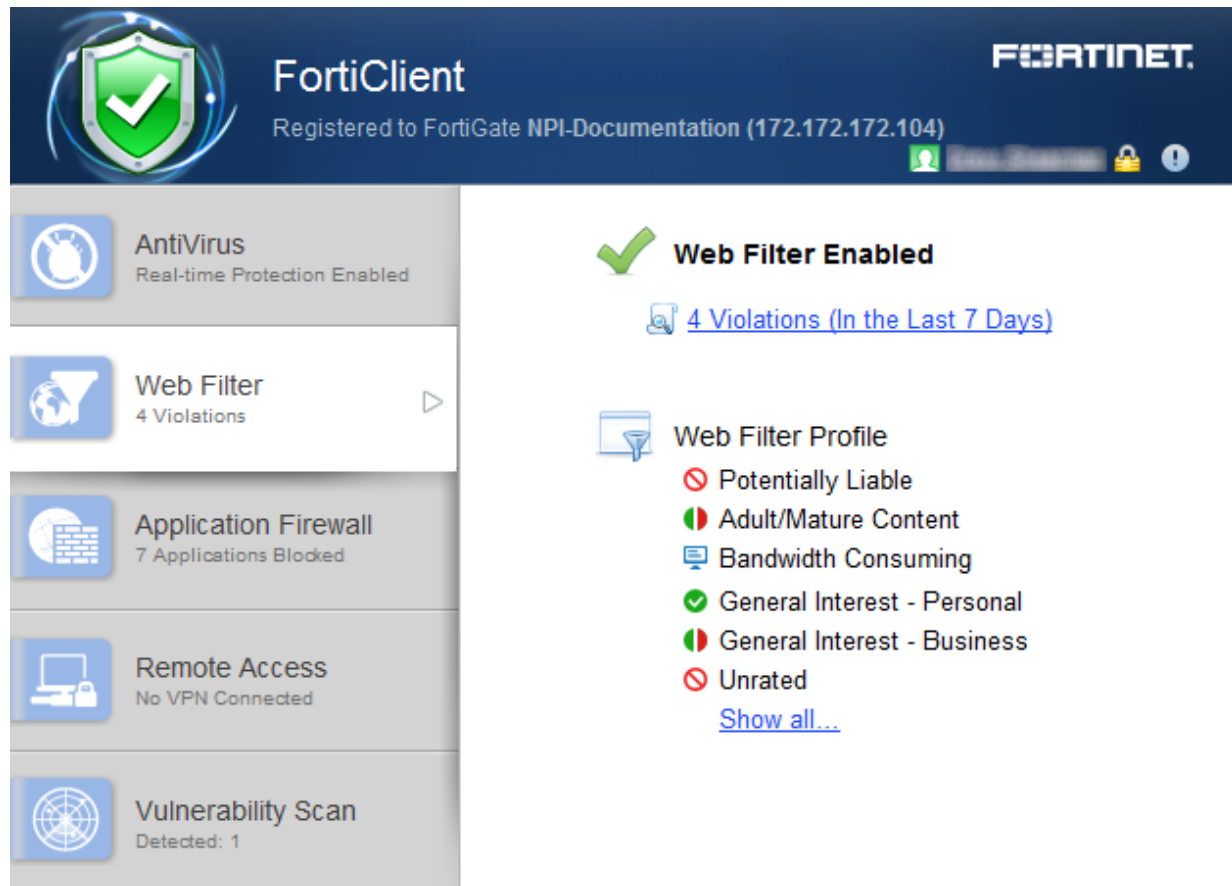 FortiClient
FORTINET.
Registered to FortiGate NPI-Documentation (172.172.172.104)
AntiVirus
Real-time Protection Enabled
Web Filter
4 Violations
Application Firewall
7 Applications Blocked
Remote Access
No VPN Connected
Vulnerability Scan
Detected: 1
Web Filter Enabled
4 Violations (In the Last 7 Days)
Web Filter Profile
Potentially Liable
Adult/Mature Content
Bandwidth Consuming
General Interest - Personal
General Interest - Business
Unrated
Show all...